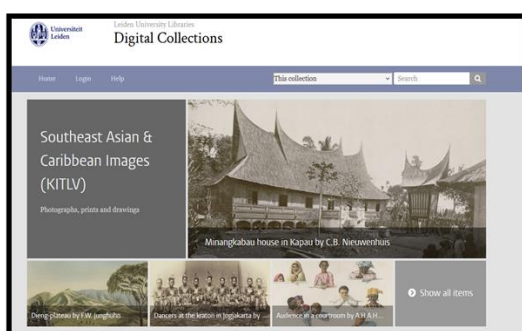 Universiteit
Leiden
Leiden University Libraries
Digital Collections
Home Login Help This collection Search
Southeast Asian &
Caribbean Images
(KITLV)
Photographs, prints and drawings
Minangkabau house in Kapau by C.B. Nieuwenhuis
Dieng-plateau by F.W. Junghuhn
Dancers at the kraton in Jogjakarta by ...
Audience in a courtroom by A.H.A.H....
Show all items